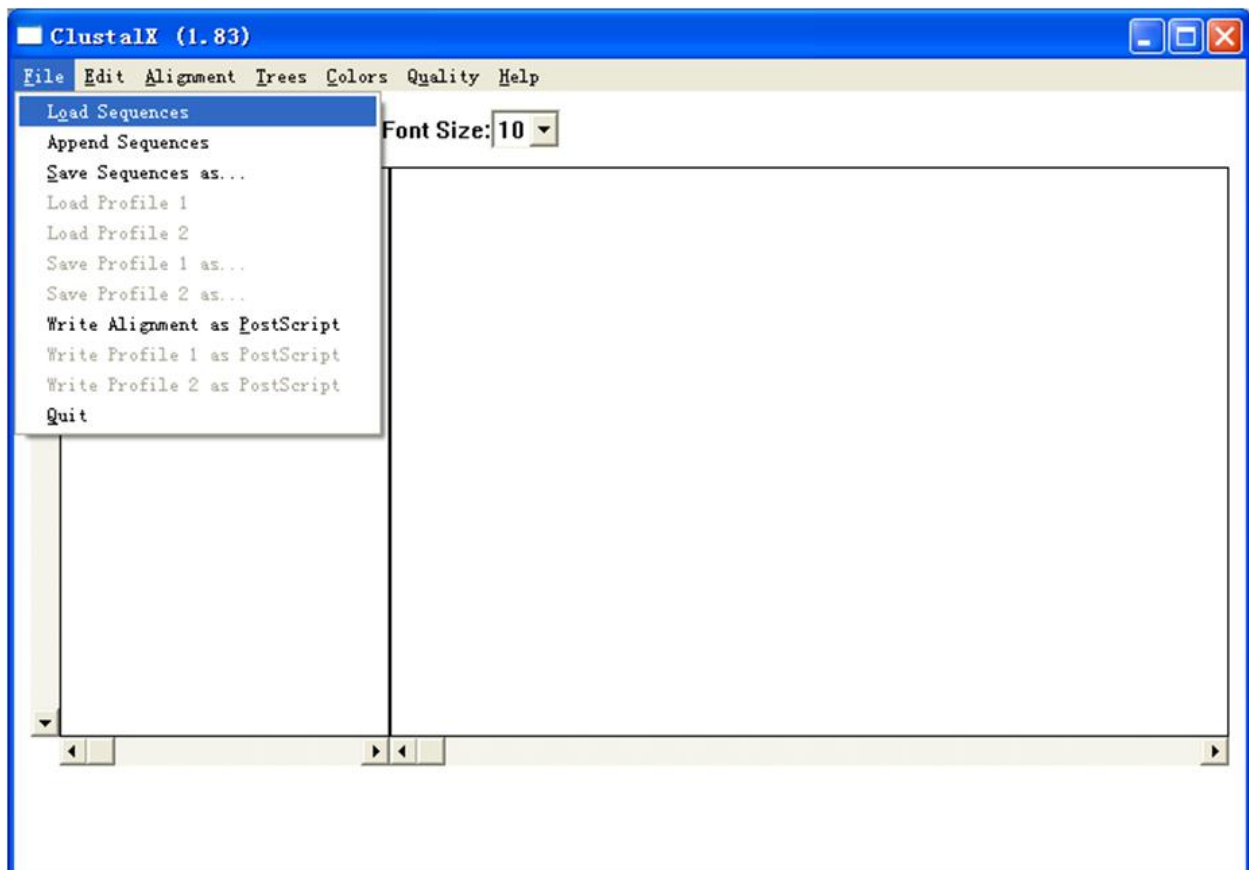 ClustalX (1.83)
File Edit Alignment Trees Colors Quality Help
Load Sequences
Font Size: 10
Append Sequences
Save Sequences as...
Load Profile 1
Load Profile 2
Save Profile 1 as...
Save Profile 2 as...
Write Alignment as PostScript
Write Profile 1 as PostScript
Write Profile 2 as PostScript
Quit